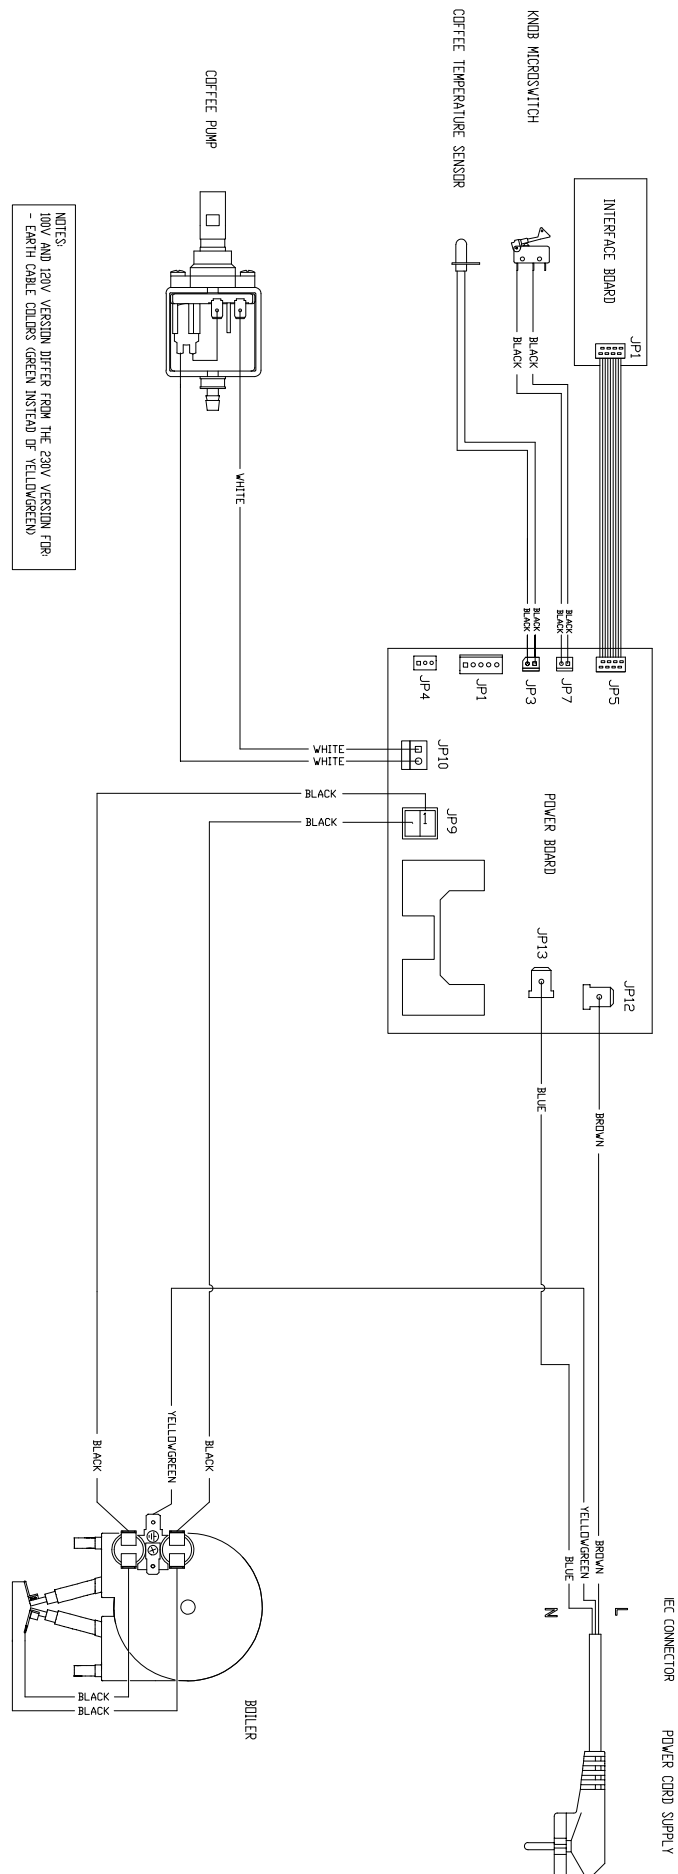 IEC CONNECTOR
POWER CORD SUPPLY
KNOB MICROSWITCH
COFFEE TEMPERATURE SENSOR
COFFEE PUMP
INTERFACE BOARD
JP1
BLACK
BLACK
WHITE
BLACK
BLACK
BLACK
BLACK
JP5
JP7
JP3
JP1
JP4
JP10
JP9
1
POWER BOARD
JP13
JP12
WHITE
WHITE
BLACK
BLACK
BLUE
BROWN
YELLOWGREEN
BLACK
BLACK
BROWN
YELLOWGREEN
BLUE
L
N
BLACK
BLACK
BOILER
NOTES:
100V AND 120V VERSION DIFFER FROM THE 230V VERSION FOR:
- EARTH CABLE COLORS (GREEN INSTEAD OF YELLOWGREEN)